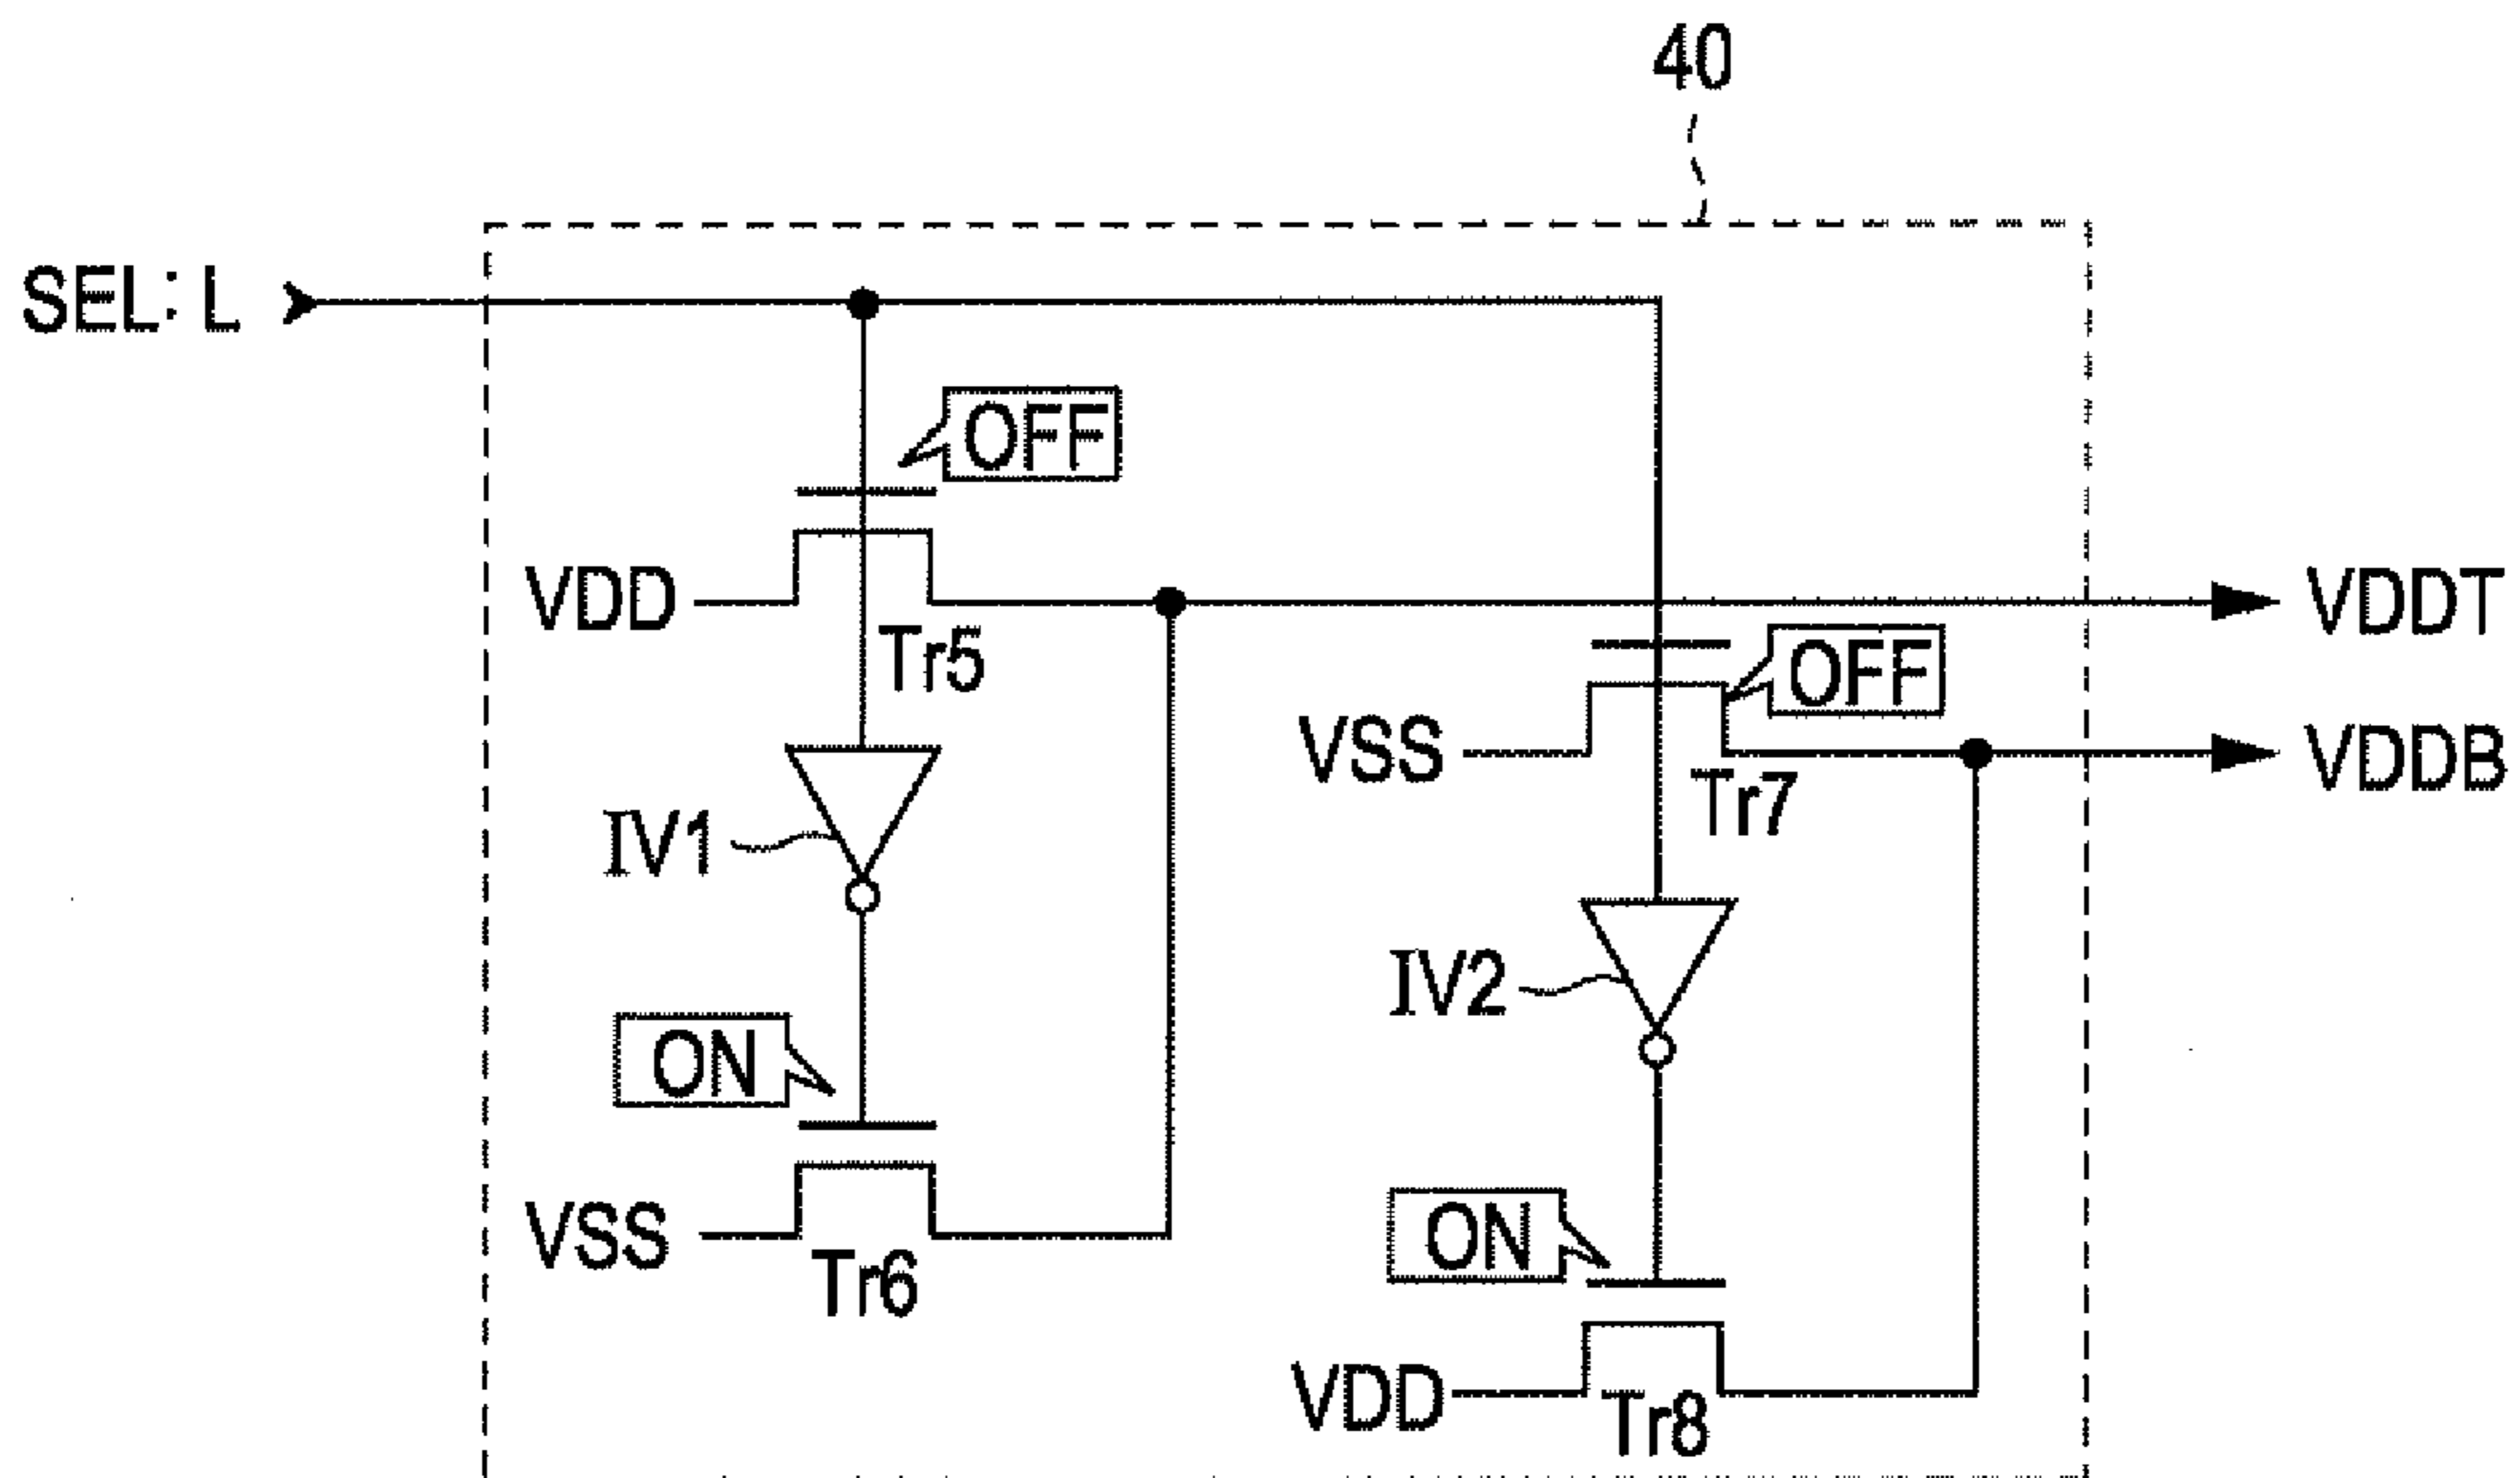 40
SEL: L
OFF
VDD
VDDT
Tr5
OFF
VSS
VDDB
Tr7
IV1
IV2
ON
ON
VSS
Tr6
VDD
Tr8